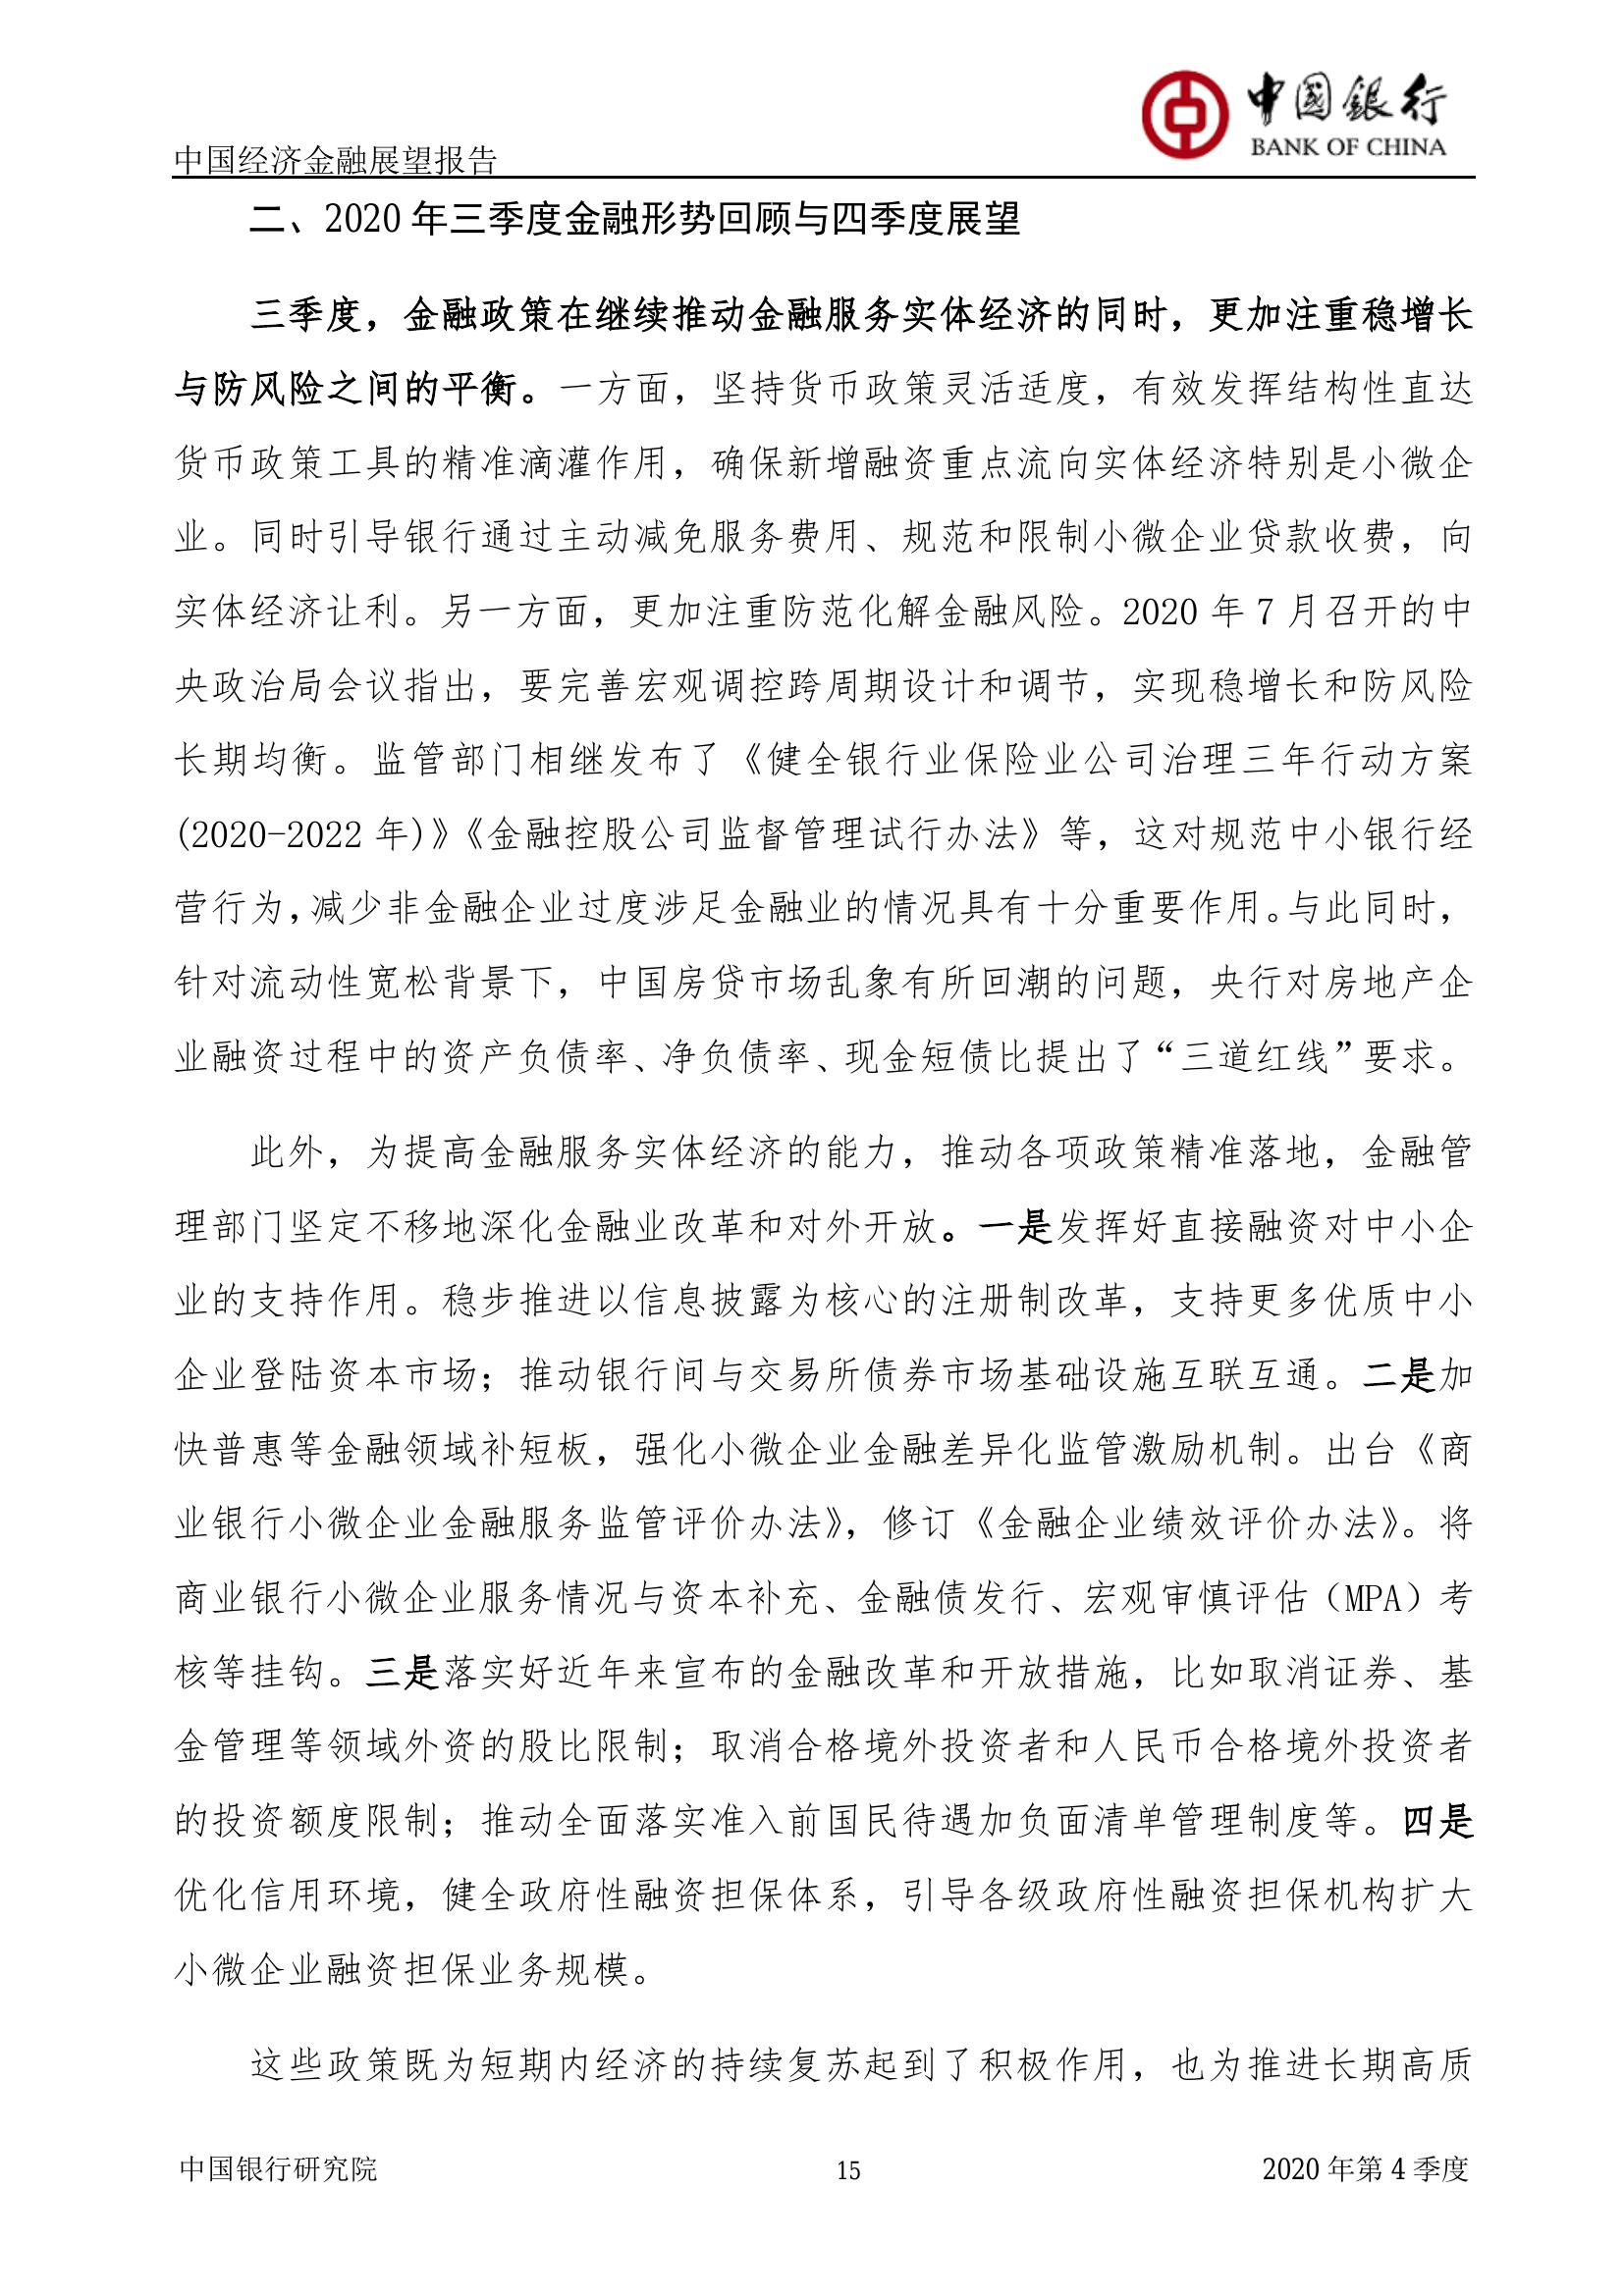 中国银行
BANK OF CHINA
中国经济金融展望报告
二、2020 年三季度金融形势回顾与四季度展望
三季度，金融政策在继续推动金融服务实体经济的同时，更加注重稳增长
与防风险之间的平衡。一方面，坚持货币政策灵活适度，有效发挥结构性直达
货币政策工具的精准滴灌作用，确保新增融资重点流向实体经济特别是小微企
业。同时引导银行通过主动减免服务费用、规范和限制小微企业贷款收费，向
实体经济让利。另一方面，更加注重防范化解金融风险。2020 年 7 月召开的中
央政治局会议指出，要完善宏观调控跨周期设计和调节，实现稳增长和防风险
长期均衡。监管部门相继发布了《健全银行业保险业公司治理三年行动方案
(2020-2022 年)》《金融控股公司监督管理试行办法》等，这对规范中小银行经
营行为，减少非金融企业过度涉足金融业的情况具有十分重要作用。与此同时，
针对流动性宽松背景下，中国房贷市场乱象有所回潮的问题，央行对房地产企
业融资过程中的资产负债率、净负债率、现金短债比提出了“三道红线”要求。
此外，为提高金融服务实体经济的能力，推动各项政策精准落地，金融管
理部门坚定不移地深化金融业改革和对外开放。一是发挥好直接融资对中小企
业的支持作用。稳步推进以信息披露为核心的注册制改革，支持更多优质中小
企业登陆资本市场；推动银行间与交易所债券市场基础设施互联互通。二是加
快普惠等金融领域补短板，强化小微企业金融差异化监管激励机制。出台《商
业银行小微企业金融服务监管评价办法》，修订《金融企业绩效评价办法》。将
商业银行小微企业服务情况与资本补充、金融债发行、宏观审慎评估（MPA）考
核等挂钩。三是落实好近年来宣布的金融改革和开放措施，比如取消证券、基
金管理等领域外资的股比限制；取消合格境外投资者和人民币合格境外投资者
的投资额度限制；推动全面落实准入前国民待遇加负面清单管理制度等。四是
优化信用环境，健全政府性融资担保体系，引导各级政府性融资担保机构扩大
小微企业融资担保业务规模。
这些政策既为短期内经济的持续复苏起到了积极作用，也为推进长期高质
中国银行研究院
15
2020 年第 4 季度